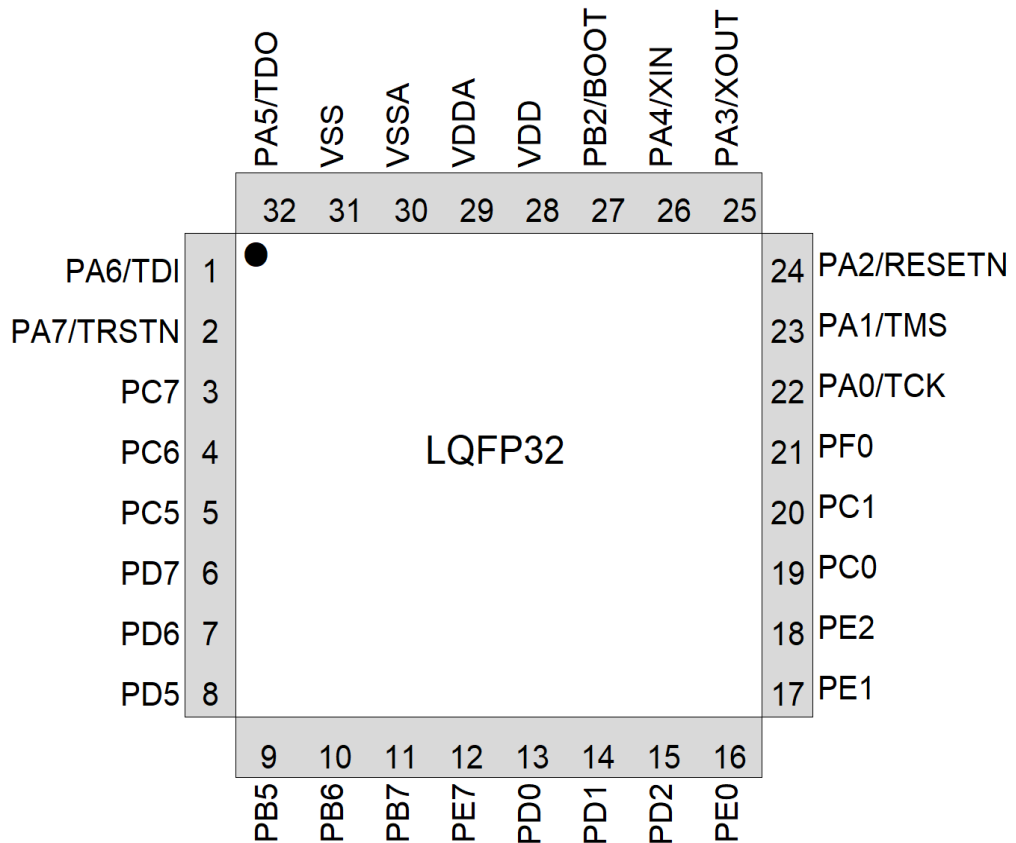 PA5/TDO
VSS
VSSA
VDDA
VDD
PB2/BOOT
PA4/XIN
PA3/XOUT
32 31 30 29 28 27 26 25
PA6/TDI 1
PA7/TRSTN 2
PC7 3
PC6 4
PC5 5
PD7 6
PD6 7
PD5 8
LQFP32
24 PA2/RESETN
23 PA1/TMS
22 PA0/TCK
21 PF0
20 PC1
19 PC0
18 PE2
17 PE1
9 10 11 12 13 14 15 16
PB5
PB6
PB7
PE7
PD0
PD1
PD2
PE0